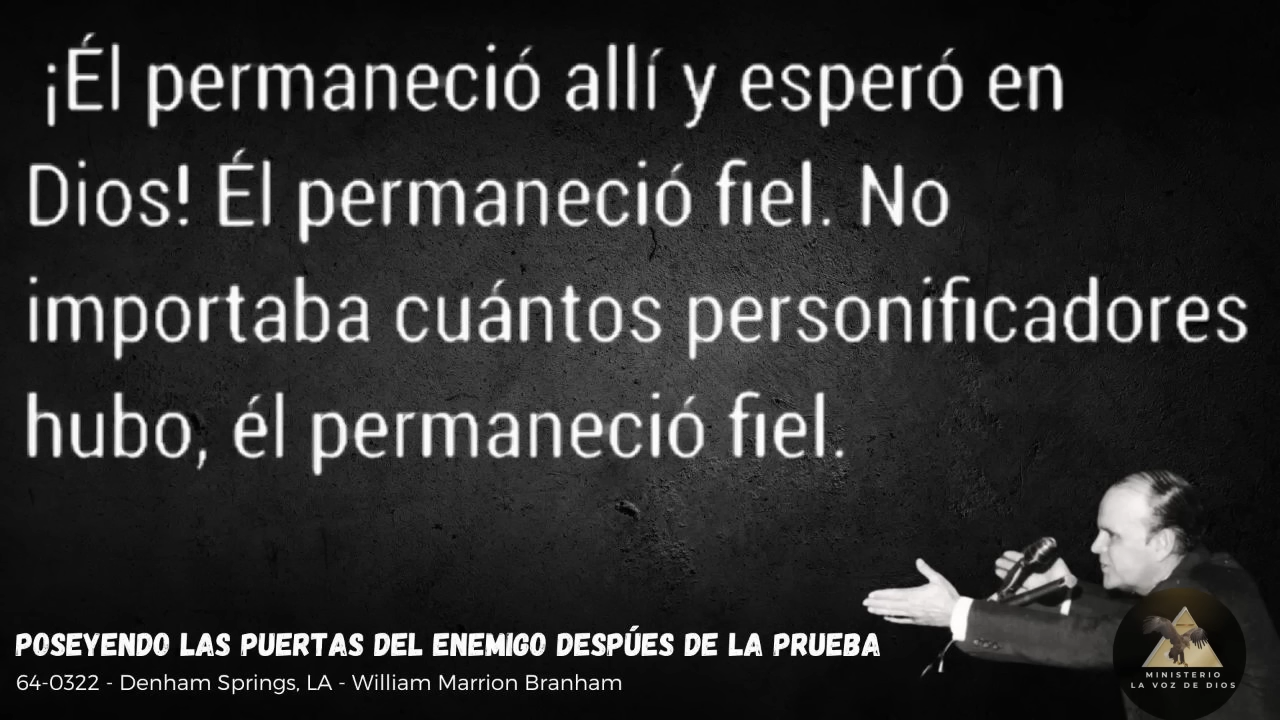 ¡Él permaneció allí y esperó en
Dios! Él permaneció fiel. No
importaba cuántos personificadores
hubo, él permaneció fiel.
POSEYENDO LAS PUERTAS DEL ENEMIGO DESPÚES DE LA PRUEBA
64-0322 - Denham Springs, LA - William Marrion Branham
MINISTERIO
LA VOZ DE DIOS